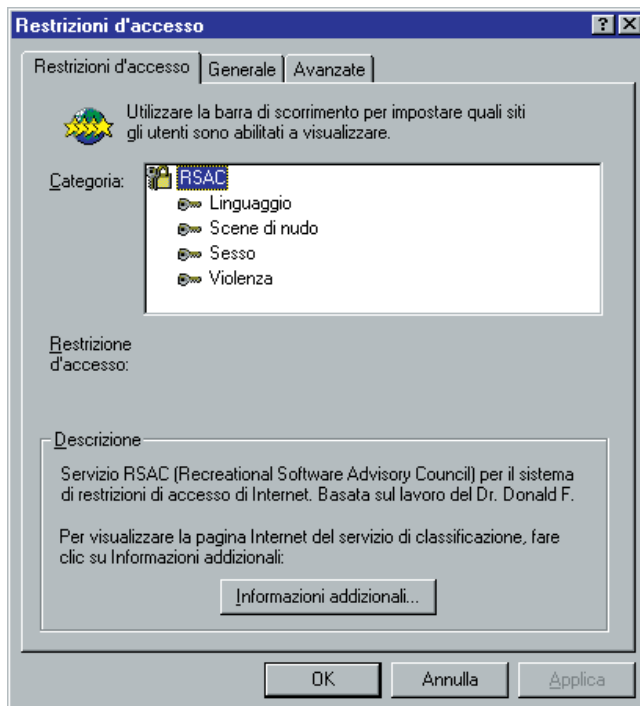 Restrizioni d'accesso
Restrizioni d'accesso Generale Avanzate
Utilizzare la barra di scorrimento per impostare quali siti
gli utenti sono abilitati a visualizzare.
Categoria:
RSAC
Linguaggio
Scene di nudo
Sesso
Violenza
Restrizione
d'accesso:
Descrizione
Servizio RSAC (Recreational Software Advisory Council) per il sistema
di restrizioni di accesso di Internet. Basata sul lavoro del Dr. Donald F.
Per visualizzare la pagina Internet del servizio di classificazione, fare
clic su Informazioni addizionali:
Informazioni addizionali...
OK Annulla Applica